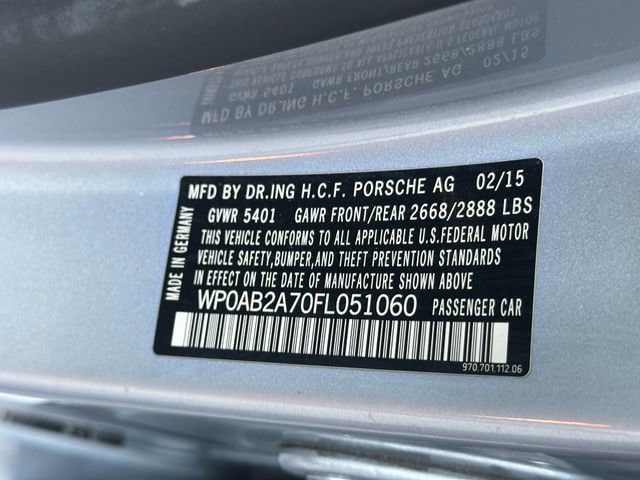 MFD BY DR.ING H.C.F. PORSCHE AG 02/15
GVWR 5401 GAWR FRONT/REAR 2668/2888 LBS
THIS VEHICLE CONFORMS TO ALL APPLICABLE U.S.FEDERAL MOTOR
VEHICLE SAFETY,BUMPER,AND THEFT PREVENTION STANDARDS
IN EFFECT ON THE DATE OF MANUFACTURE SHOWN ABOVE.
WP0AB2A70FL051060 PASSENGER CAR
970.701.112.06
MADE IN GERMANY